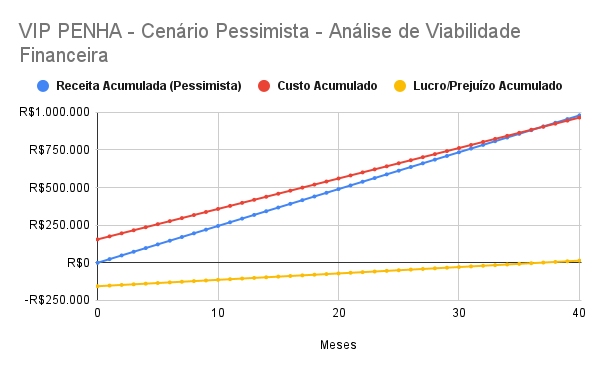 VIP PENHA - Cenário Pessimista - Análise de Viabilidade
Financeira
Receita Acumulada (Pessimista) Custo Acumulado Lucro/Prejuízo Acumulado
R$1.000.000
R$750.000
R$500.000
R$250.000
R$0
-R$250.000
0 10 20 30 40
Meses